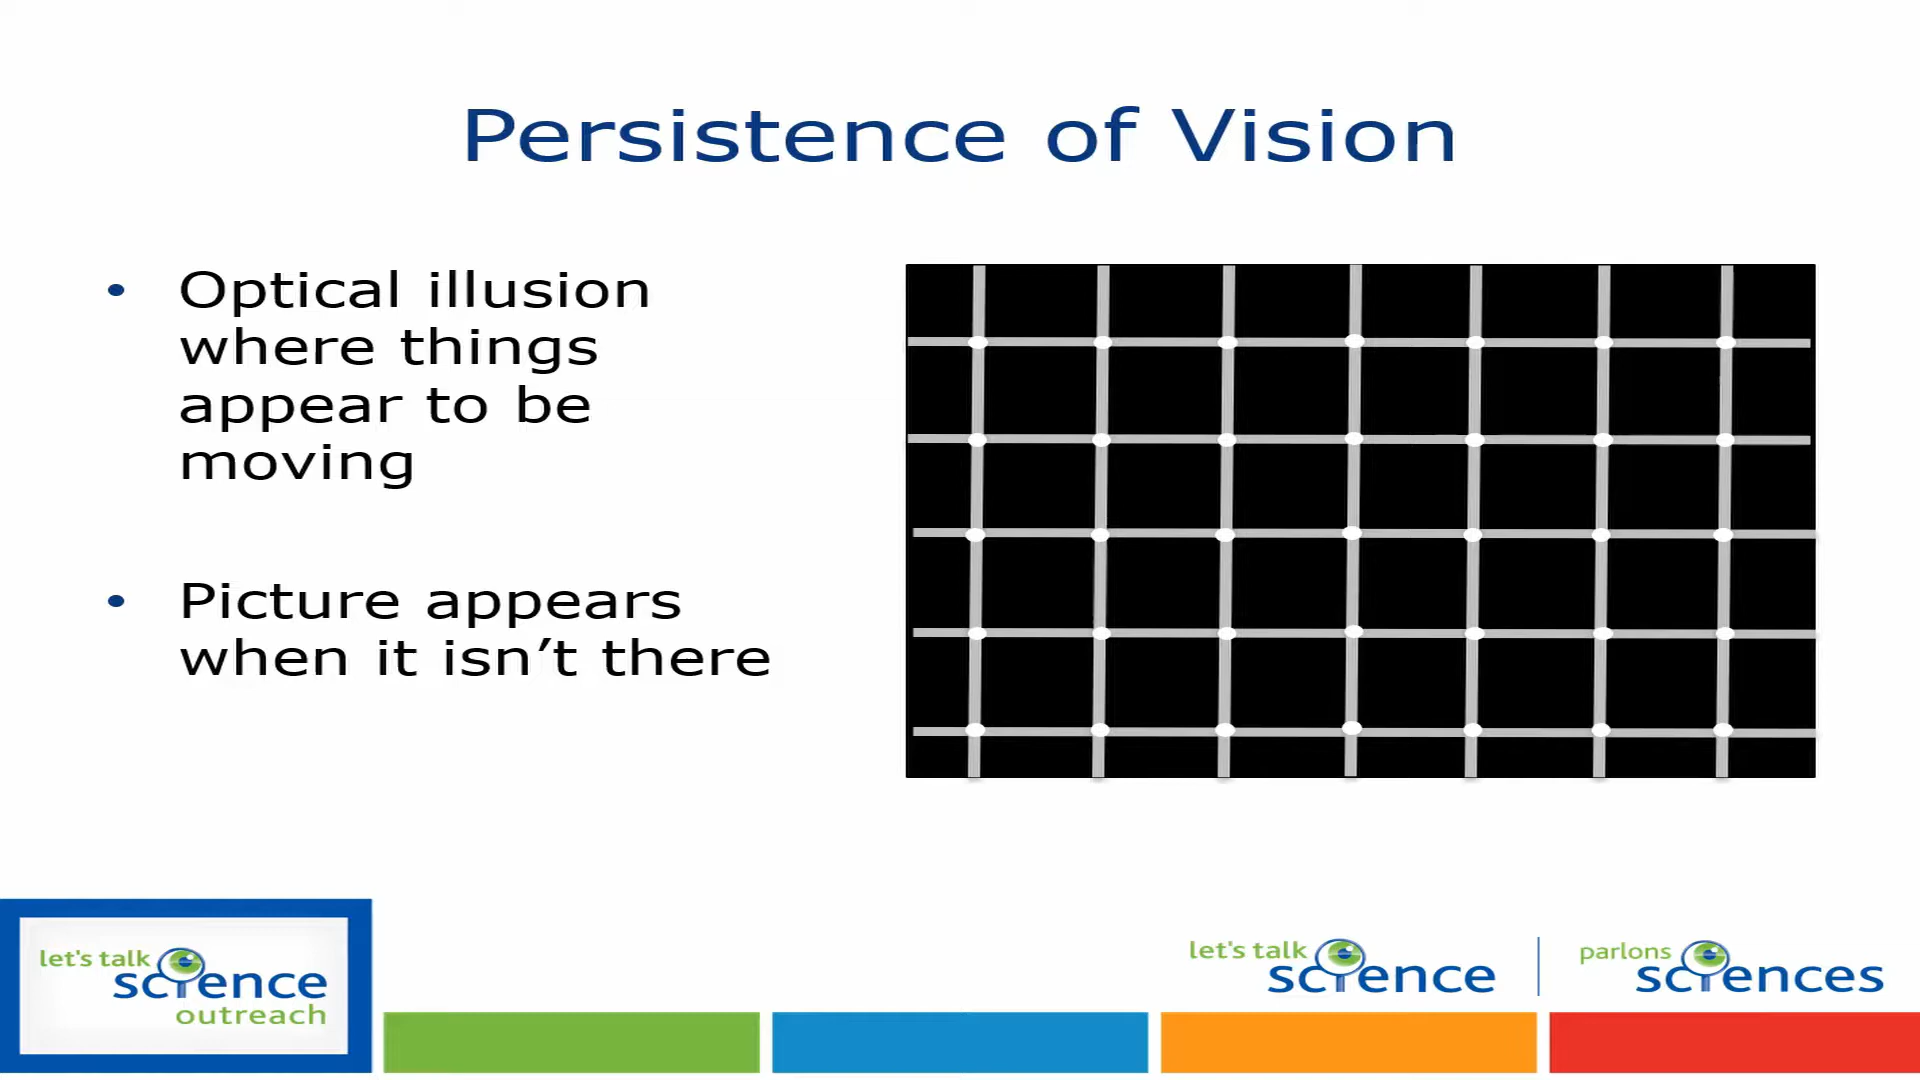 Persistence of Vision
• Optical illusion
where things
appear to be
moving
• Picture appears
when it isn’t there
let's talk
science
outreach
let's talk
science
parlons
sciences